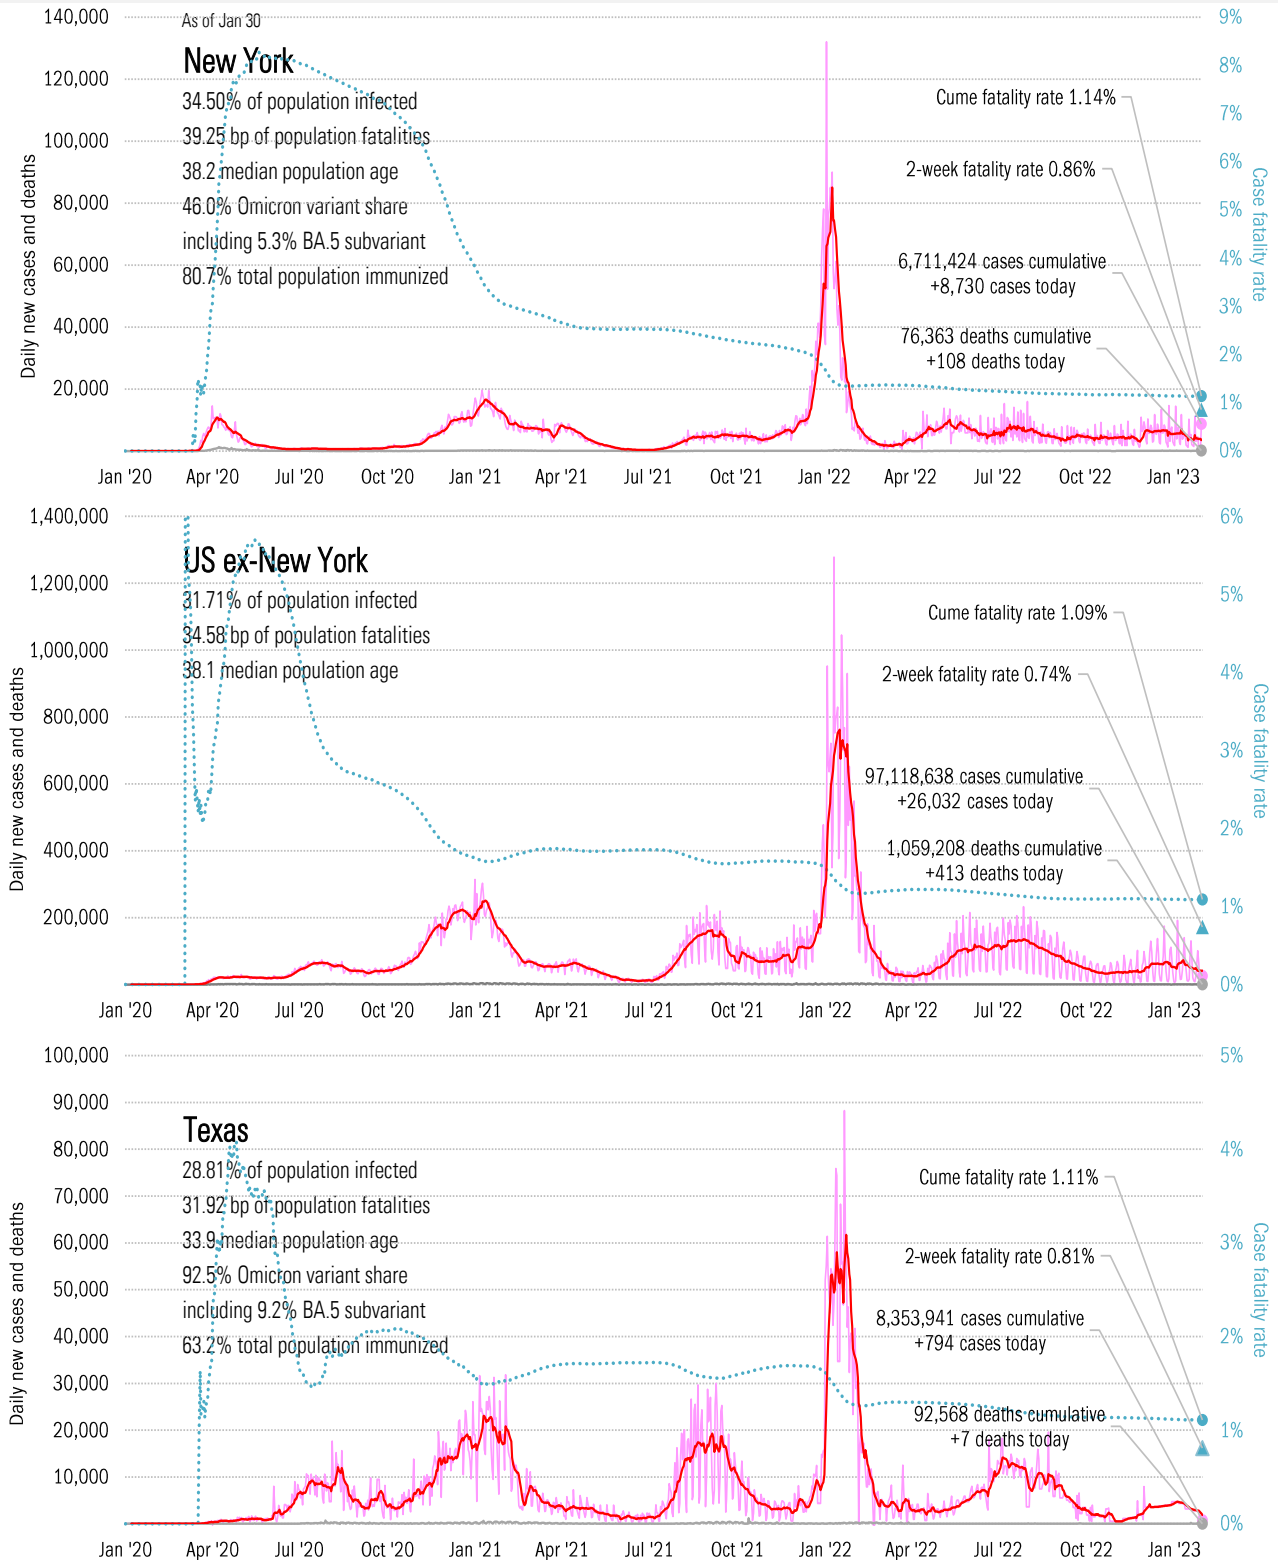 As of Jan 30
New York
34.50% of population infected
39.25 bp of population fatalities
38.2 median population age
46.0% Omicron variant share
including 5.3% BA.5 subvariant
80.7% total population immunized
140,000
120,000
100,000
80,000
60,000
40,000
20,000
Daily new cases and deaths
9%
8%
7%
6%
5%
4%
3%
2%
1%
0%
Case fatality rate
Cume fatality rate 1.14%
2-week fatality rate 0.86%
6,711,424 cases cumulative
+8,730 cases today
76,363 deaths cumulative
+108 deaths today
Jan '20 Apr '20 Jul '20 Oct '20 Jan '21 Apr '21 Jul '21 Oct '21 Jan '22 Apr '22 Jul '22 Oct '22 Jan '23
US ex-New York
31.71% of population infected
34.58 bp of population fatalities
38.1 median population age
1,400,000
1,200,000
1,000,000
800,000
600,000
400,000
200,000
Daily new cases and deaths
6%
5%
4%
3%
2%
1%
0%
Case fatality rate
Cume fatality rate 1.09%
2-week fatality rate 0.74%
97,118,638 cases cumulative
+26,032 cases today
1,059,208 deaths cumulative
+413 deaths today
Jan '20 Apr '20 Jul '20 Oct '20 Jan '21 Apr '21 Jul '21 Oct '21 Jan '22 Apr '22 Jul '22 Oct '22 Jan '23
Texas
28.81% of population infected
31.92 bp of population fatalities
33.9 median population age
92.5% Omicron variant share
including 9.2% BA.5 subvariant
63.2% total population immunized
100,000
90,000
80,000
70,000
60,000
50,000
40,000
30,000
20,000
10,000
Daily new cases and deaths
5%
4%
3%
2%
1%
0%
Case fatality rate
Cume fatality rate 1.11%
2-week fatality rate 0.81%
8,353,941 cases cumulative
+794 cases today
92,568 deaths cumulative
+7 deaths today
Jan '20 Apr '20 Jul '20 Oct '20 Jan '21 Apr '21 Jul '21 Oct '21 Jan '22 Apr '22 Jul '22 Oct '22 Jan '23